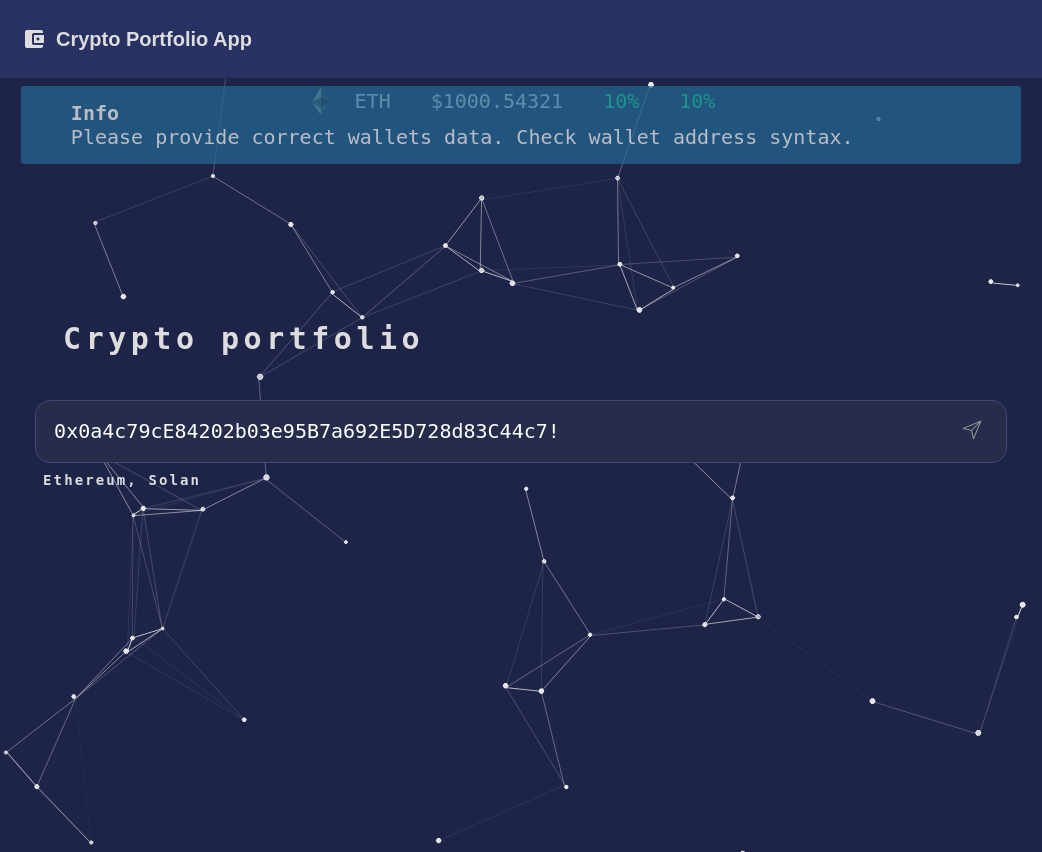 Crypto Portfolio App
ETH $1000.54321 10% 10%
Info
Please provide correct wallets data. Check wallet address syntax.
Crypto portfolio
0x0a4c79cE84202b03e95B7a692E5D728d83C44c7!
Ethereum, Solan